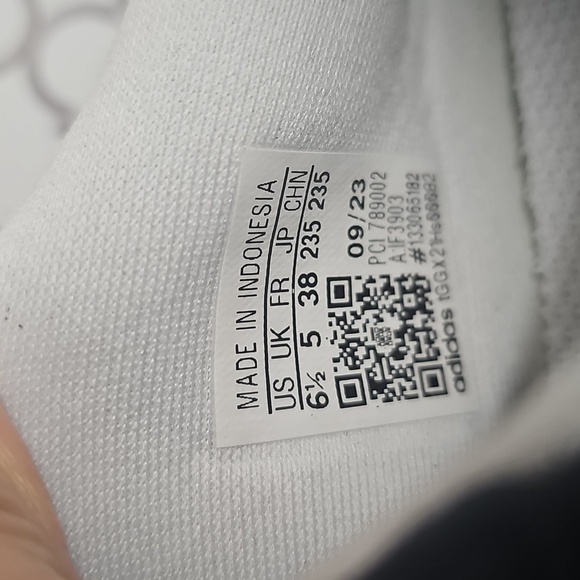 MADE IN INDONESIA
US UK FR JP CHN
6½ 5 38 235 235
09/23
PCI 789002
A1F3903
#133065182
adidas